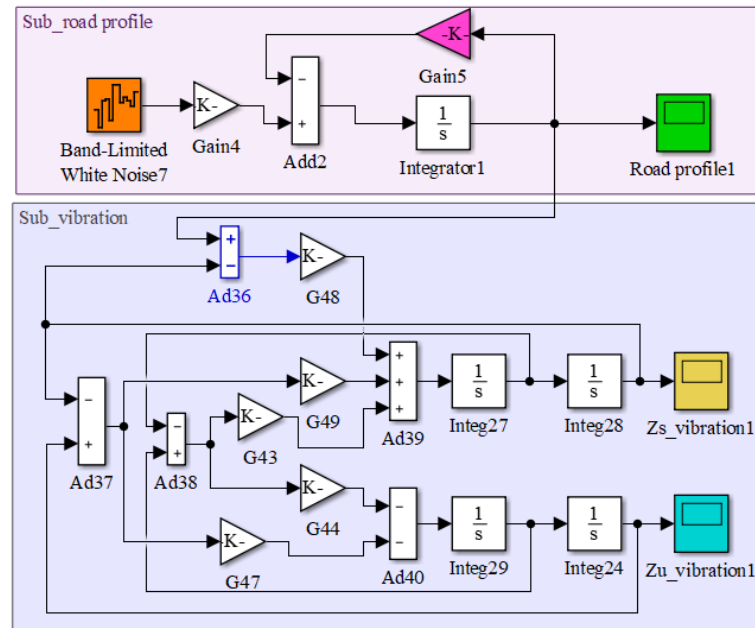 Sub_road profile
-K-
Gain5
K-
-
+
1
s
Band-Limited
White Noise7
Gain4
Add2
Integrator1
Road profile1
Sub_vibration
+
-
K-
Ad36
G48
-
+
-
+
K-
K-
+
+
+
1
s
1
s
Ad37
Ad38
G43
G49
Ad39
Integ27
Integ28
Zs_vibration1
K-
K-
-
-
1
s
1
s
G44
G47
Ad40
Integ29
Integ24
Zu_vibration1